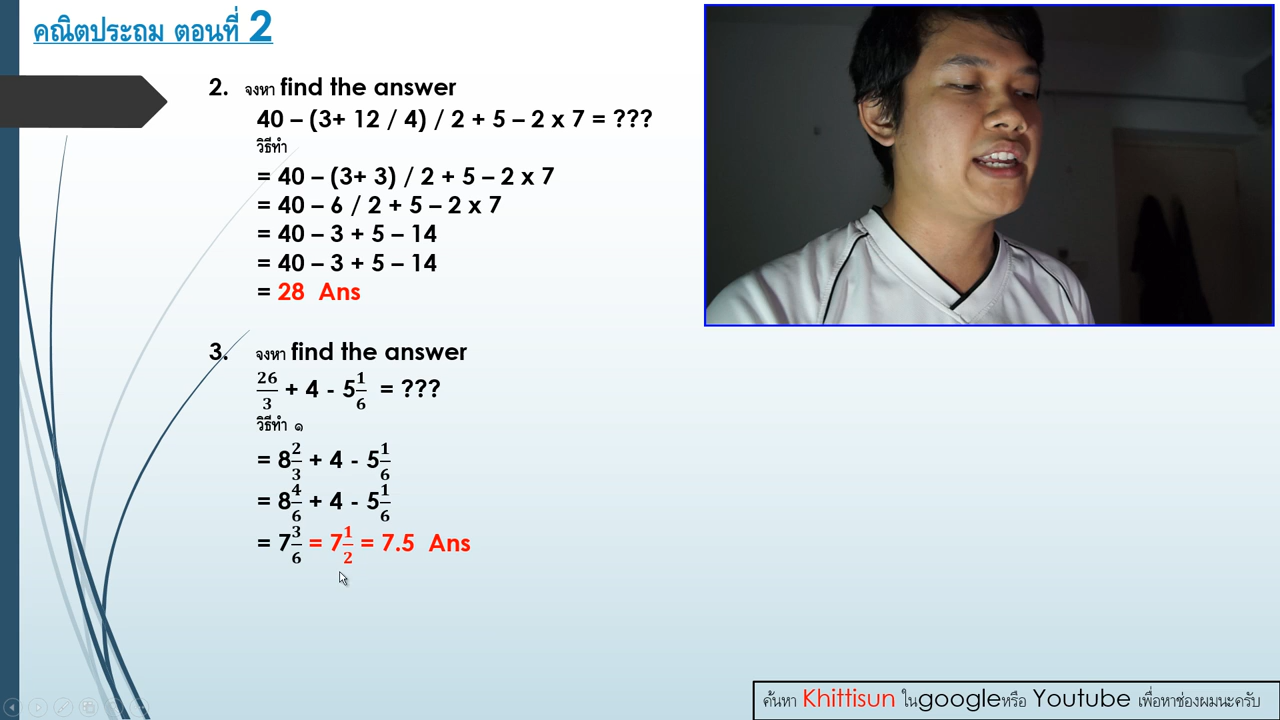 คณิตประถม ตอนที่ 2
2. จงหา find the answer
40 – (3+ 12 / 4) / 2 + 5 – 2 x 7 = ???
วิธีทำ
= 40 – (3+ 3) / 2 + 5 – 2 x 7
= 40 – 6 / 2 + 5 – 2 x 7
= 40 – 3 + 5 – 14
= 40 – 3 + 5 – 14
= 28 Ans
3. จงหา find the answer
26/3 + 4 - 5 1/6 = ???
วิธีทำ ๑
= 8 2/3 + 4 - 5 1/6
= 8 4/6 + 4 - 5 1/6
= 7 3/6 = 7 1/2 = 7.5 Ans
ค้นหา Khittisun ในgoogleหรือ Youtube เพื่อหาช่องผมนะครับ